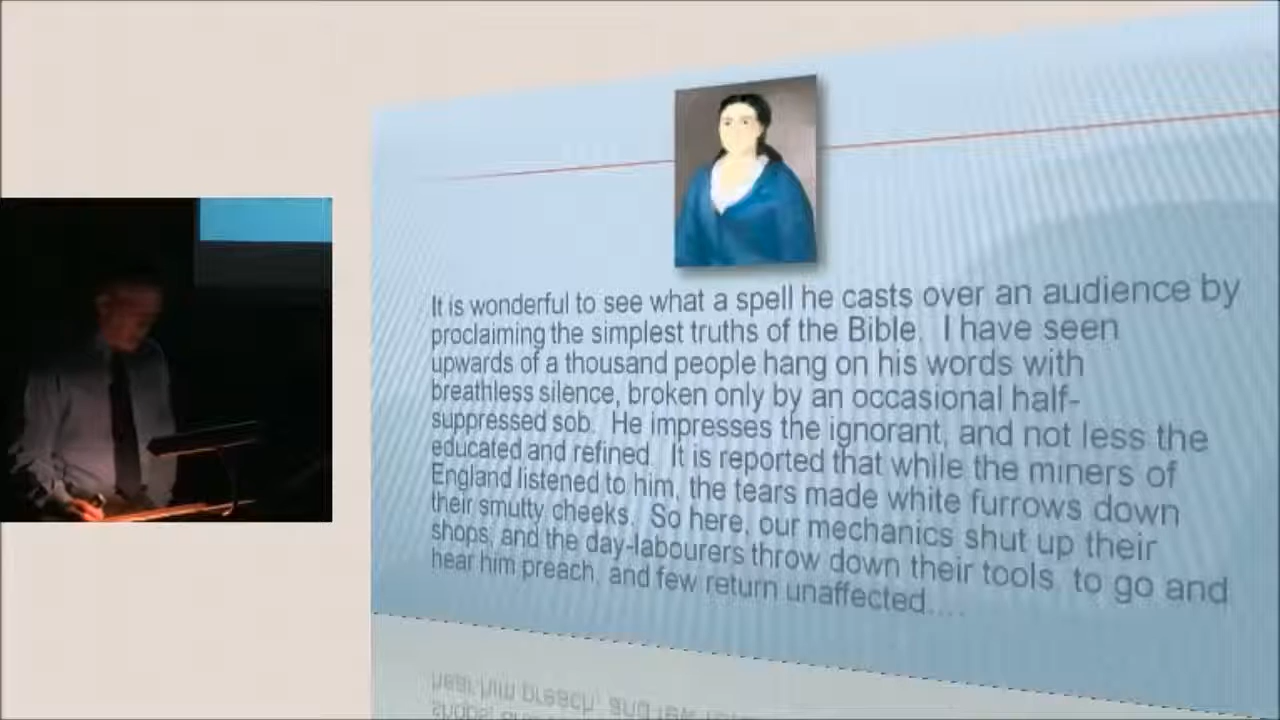 It is wonderful to see what a spell he casts over an audience by
proclaiming the simplest truths of the Bible. I have seen
upwards of a thousand people hang on his words with
breathless silence, broken only by an occasional half-
suppressed sob. He impresses the ignorant, and not less the
educated and refined. It is reported that while the miners of
England listened to him, the tears made white furrows down
their smutty cheeks. So here, our mechanics shut up their
shops, and the day-labourers throw down their tools to go and
hear him preach, and few return unaffected....
hear him preach, and few